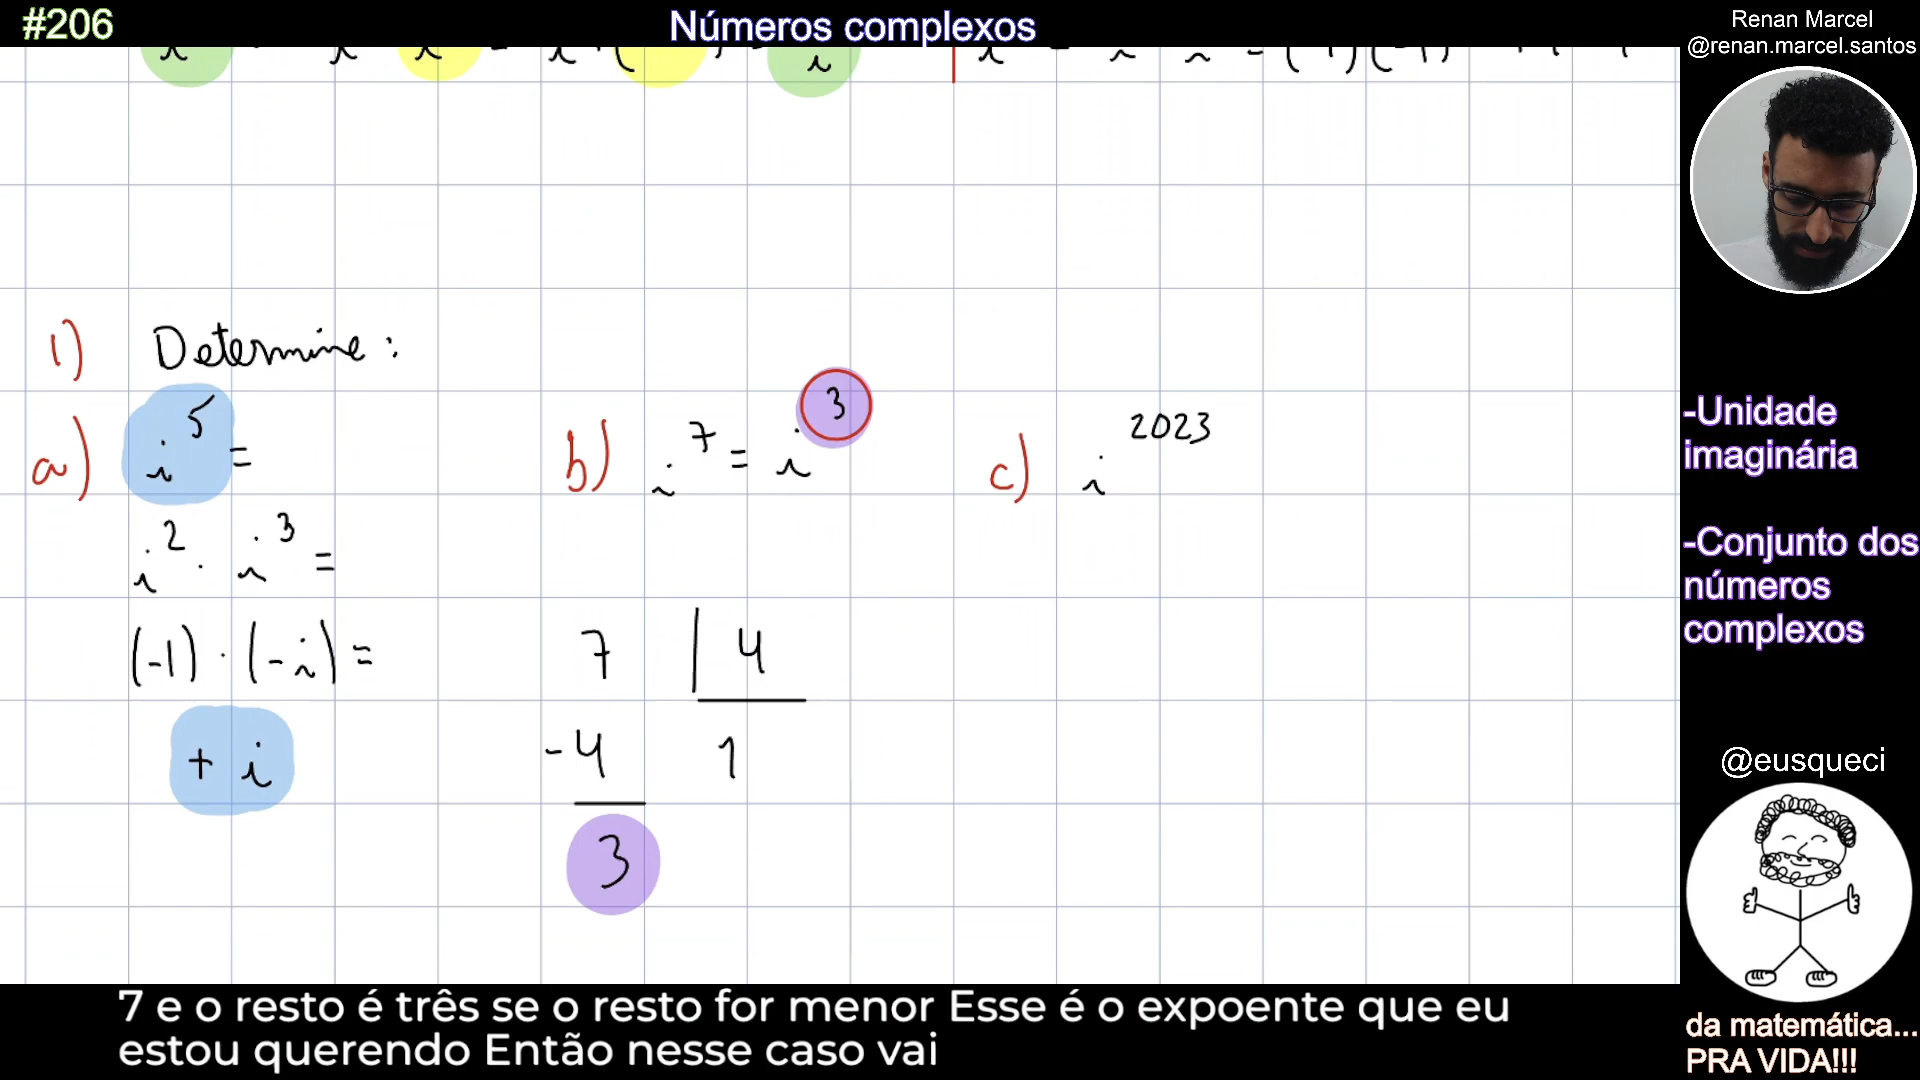 #206
Números complexos
Renan Marcel
@renan.marcel.santos
1) Determine:
a) i^5 =
i^2 · i^3 =
(-1) · (-i) =
+ i
b) i^7 = i^3
7 | 4
-4 1
3
c) i^2023
-Unidade
imaginária
-Conjunto dos
números
complexos
@eusqueci
da matemática...
PRA VIDA!!!
7 e o resto é três se o resto for menor Esse é o expoente que eu
estou querendo Então nesse caso vai